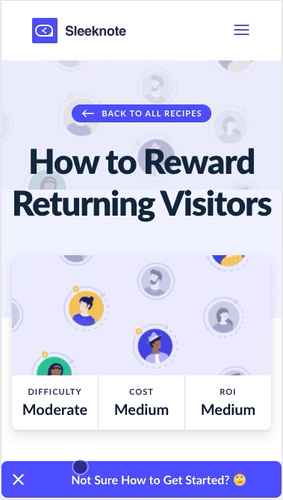 Sleeknote
BACK TO ALL RECIPES
How to Reward
Returning Visitors
DIFFICULTY
Moderate
COST
Medium
ROI
Medium
Not Sure How to Get Started? 🙄